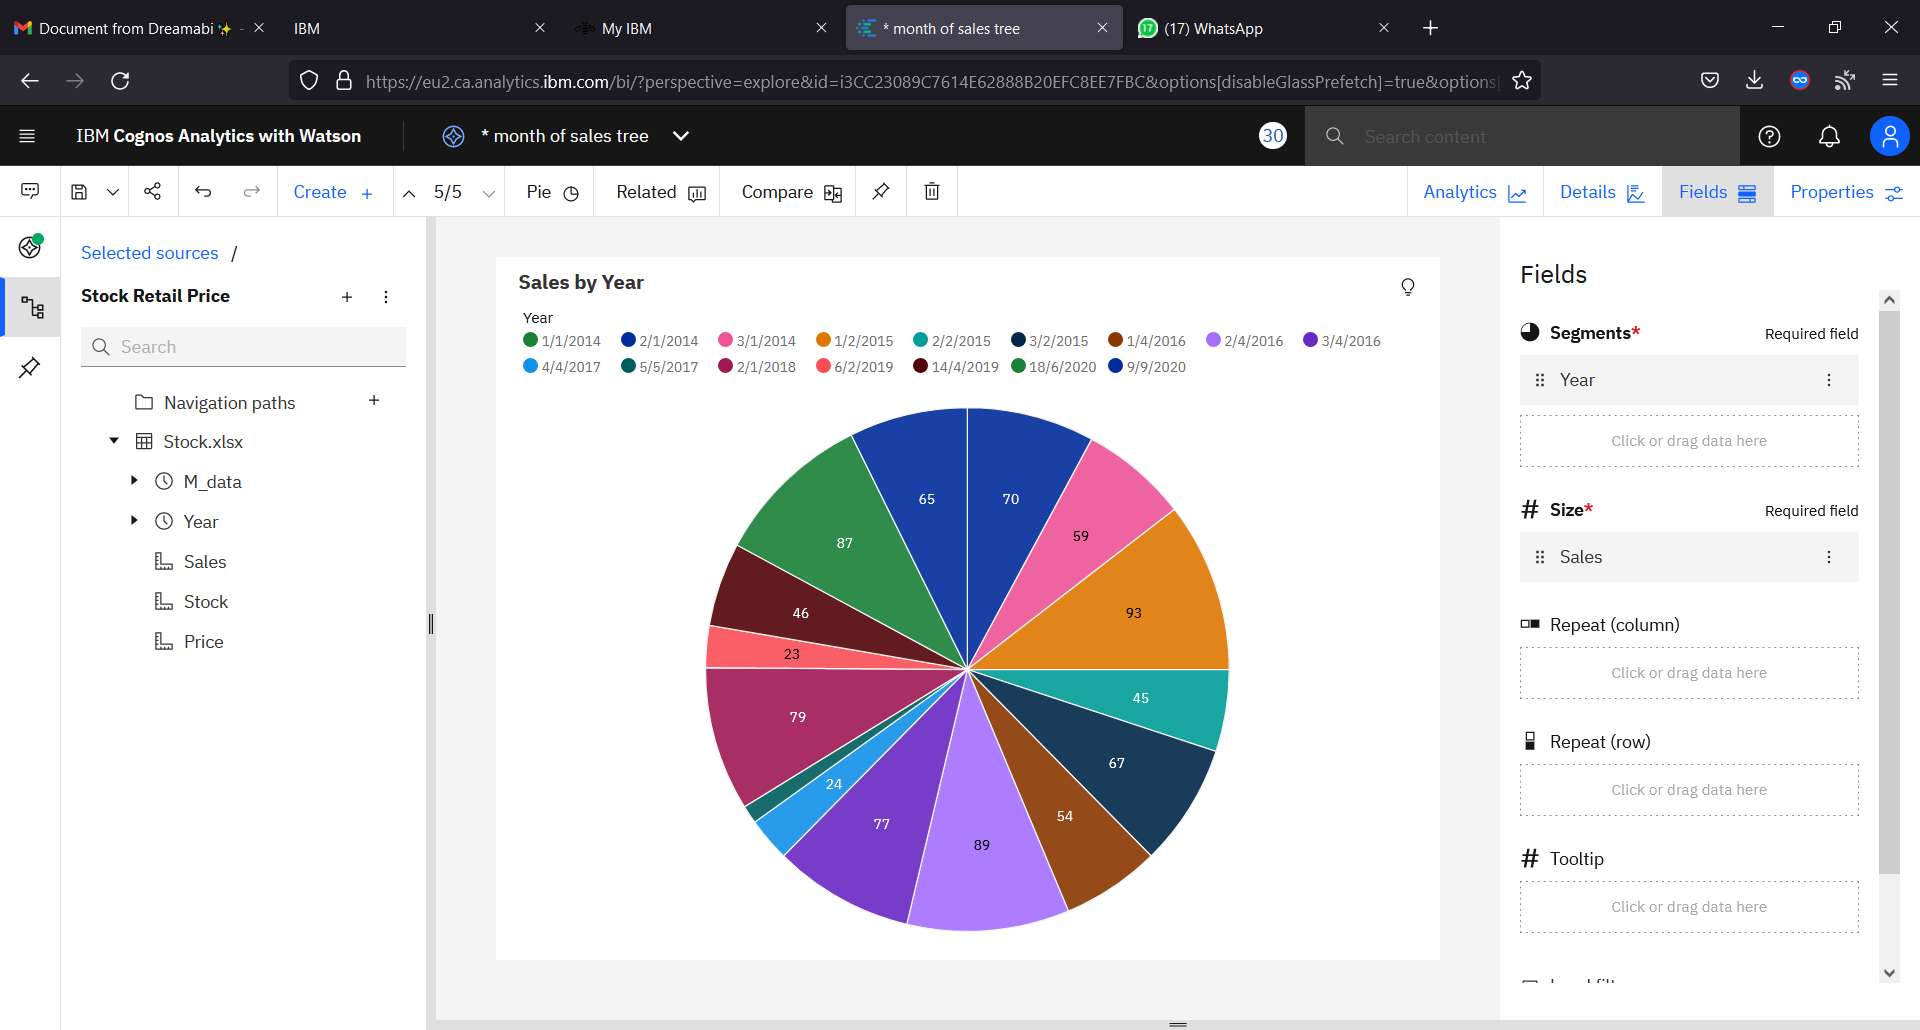 Document from Dreamabi✨ -
IBM
My IBM
* month of sales tree
(17) WhatsApp
https://eu2.ca.analytics.ibm.com/bi/?perspective=explore&id=i3CC23089C7614E62888B20EFC8EE7FBC&options[disableGlassPrefetch]=true&options[
IBM Cognos Analytics with Watson
* month of sales tree
30
Search content
Create +
5/5
Pie
Related
Compare
Analytics
Details
Fields
Properties
Selected sources /
Stock Retail Price
Search
Navigation paths
Stock.xlsx
M_data
Year
Sales
Stock
Price
Sales by Year
Year
1/1/2014 2/1/2014 3/1/2014 1/2/2015 2/2/2015 3/2/2015 1/4/2016 2/4/2016 3/4/2016
4/4/2017 5/5/2017 2/1/2018 6/2/2019 14/4/2019 18/6/2020 9/9/2020
65 70
59
87
93
46
23
45
79
67
24
54
77
89
Fields
Segments* Required field
Year
Click or drag data here
# Size* Required field
Sales
Repeat (column)
Click or drag data here
Repeat (row)
Click or drag data here
# Tooltip
Click or drag data here